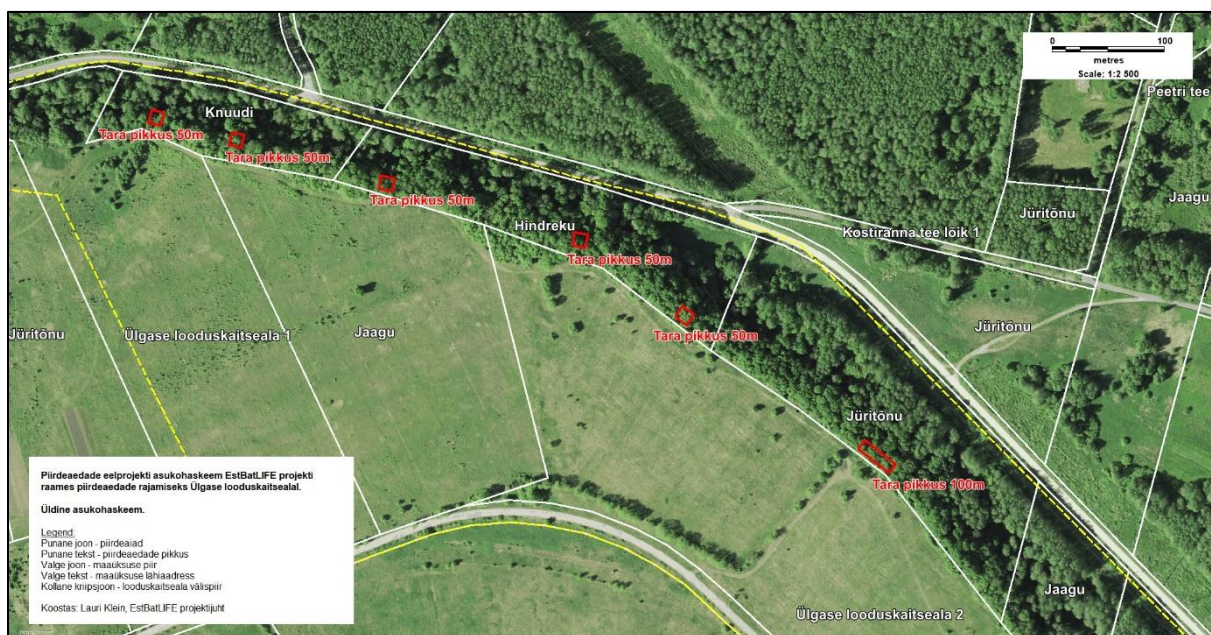 0 100
metres
Scale: 1:2 500
Peetri tee
Knuudi
Tara pikkus 50m
Tara pikkus 50m
Tara pikkus 50m
Jaagu
Jüritõnu
Hindreku
Kostiranna tee lõik 1
Tara pikkus 50m
Jüritõnu
Ülgase looduskaitseala 1
Jaagu
Tara pikkus 50m
Jüritõnu
Jüritõnu
Tara pikkus 100m
Jaagu
Ülgase looduskaitseala 2
Piirdeaedade eelprojekti asukohaskeem EstBatLIFE projekti
raames piirdeaedade rajamiseks Ülgase looduskaitsealal.
Üldine asukohaskeem.
Legend:
Punane joon - piirdeaiad
Punane tekst - piirdeaedade pikkus
Valge joon - maaüksuse piir
Valge tekst - maaüksuse lähiaadress
Kollane kriipsjoon - looduskaitseala välispiir
Koostas: Lauri Klein, EstBatLIFE projektijuht